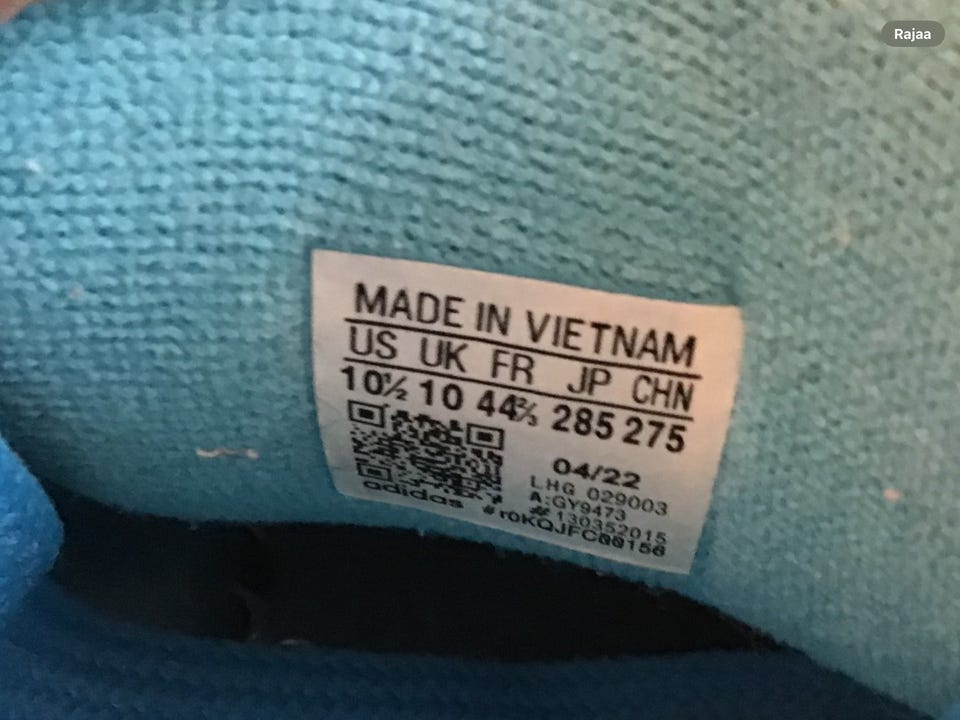 Rajaa
MADE IN VIETNAM
US UK FR JP CHN
10½ 10 44⅔ 285 275
04/22
LHG 029003
A:GY9473
# 130352015
adidas #r0KQJFC00156